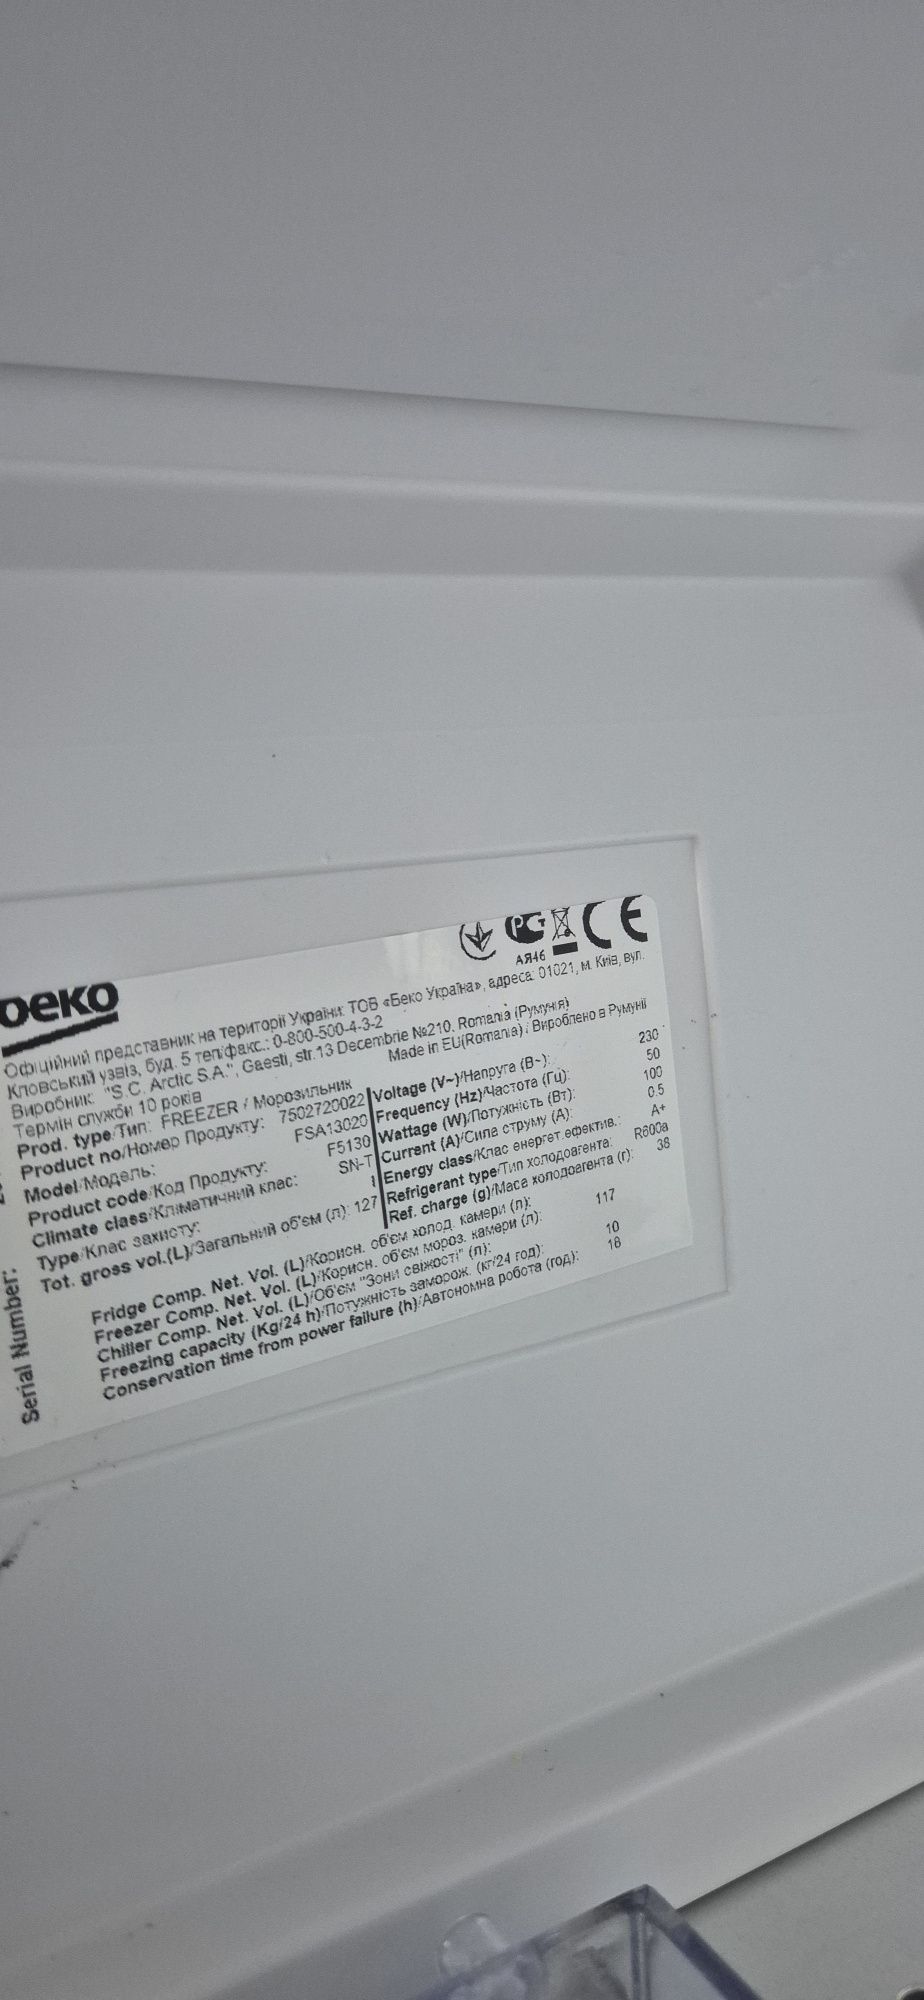 beko
АЯ46
Офіційний представник на території України: ТОВ «Беко Україна», адреса: 01021, м. Київ, вул.
Кловський узвіз, буд. 5 тел/факс.: 0-800-500-4-3-2
Виробник: "S.C. Arctic S.A.", Gaesti, str.13 Decembrie №210, Romania (Румунія)
Термін служби 10 років
Made in EU(Romania) / Вироблено в Румунії
Prod. type/Тип: FREEZER / Морозильник
Product no/Номер Продукту: 7502720022
Model/Модель: FSA13020
Product code/Код Продукту: F5130
Climate class/Кліматичний клас: SN-T
Type/Клас захисту: I
Tot. gross vol.(L)/Загальний об'єм (л): 127
Voltage (V~)/Напруга (В~): 230
Frequency (Hz)/Частота (Гц): 50
Wattage (W)/Потужність (Вт): 100
Current (A)/Сила струму (А): 0.5
Energy class/Клас енергет.ефектив.: A+
Refrigerant type/Тип холодоагента: R600a
Ref. charge (g)/Маса холодоагента (г): 38
Fridge Comp. Net. Vol. (L)/Корисн. об'єм холод. камери (л):
Freezer Comp. Net. Vol. (L)/Корисн. об'єм мороз. камери (л): 117
Chiller Comp. Net. Vol. (L)/Об'єм "Зони свіжості" (л):
Freezing capacity (Kg/24 h)/Потужність заморож. (кг/24 год): 10
Conservation time from power failure (h)/Автономна робота (год): 18
Serial Number: